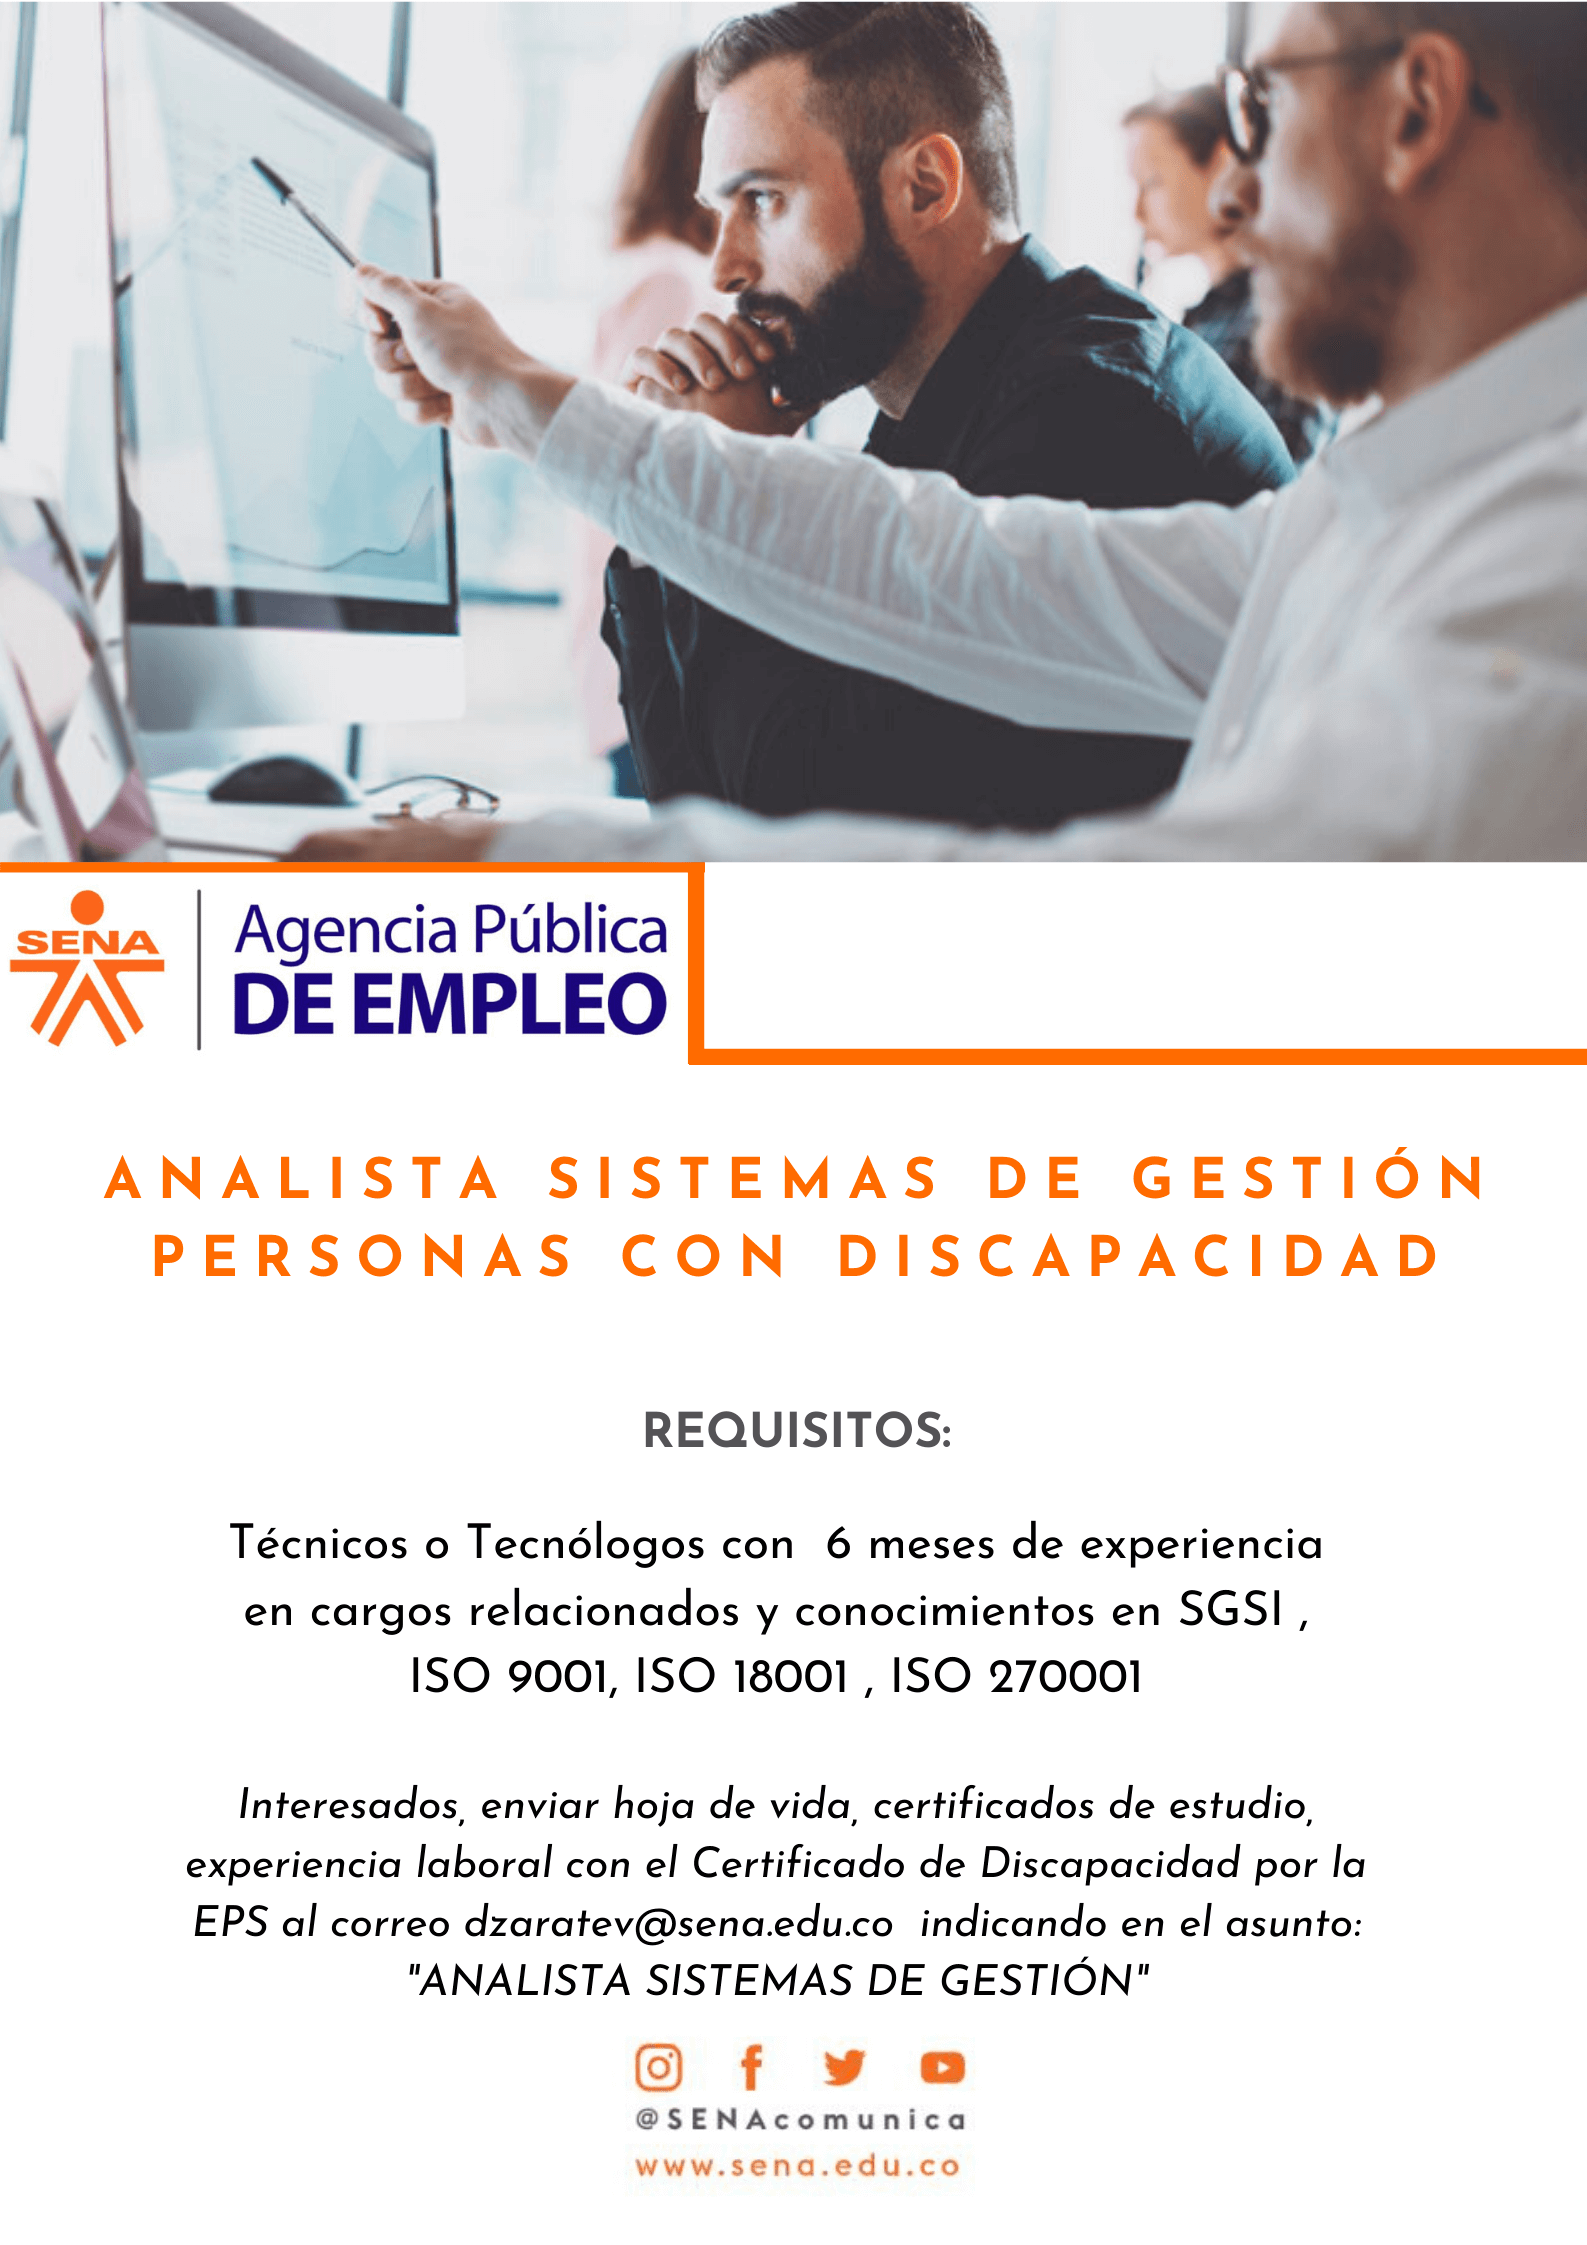 SENA
Agencia Pública
DE EMPLEO
ANALISTA SISTEMAS DE GESTIÓN
PERSONAS CON DISCAPACIDAD
REQUISITOS:
Técnicos o Tecnólogos con 6 meses de experiencia
en cargos relacionados y conocimientos en SGSI ,
ISO 9001, ISO 18001 , ISO 270001
Interesados, enviar hoja de vida, certificados de estudio,
experiencia laboral con el Certificado de Discapacidad por la
EPS al correo dzaratev@sena.edu.co indicando en el asunto:
"ANALISTA SISTEMAS DE GESTIÓN"
@SENAcomunica
www.sena.edu.co